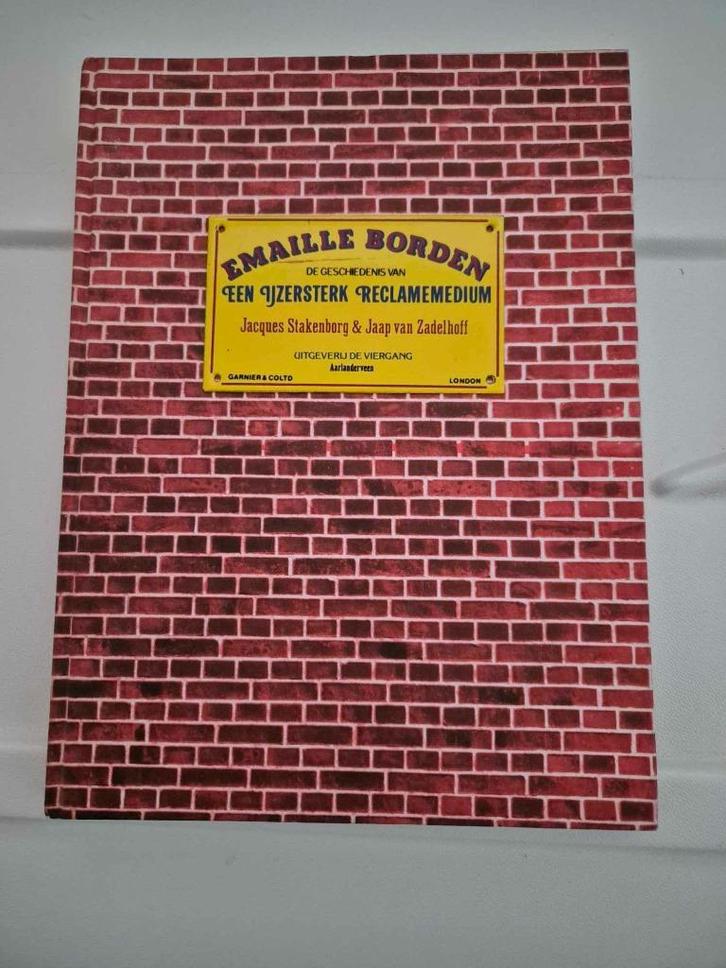 EMAILLE BORDEN
DE GESCHIEDENIS VAN
EEN IJZERSTERK RECLAMEMEDIUM
Jacques Stakenborg & Jaap van Zadelhoff
UITGEVERIJ DE VIERGANG
Aarlanderveen
GARNIER & COLTD LONDON